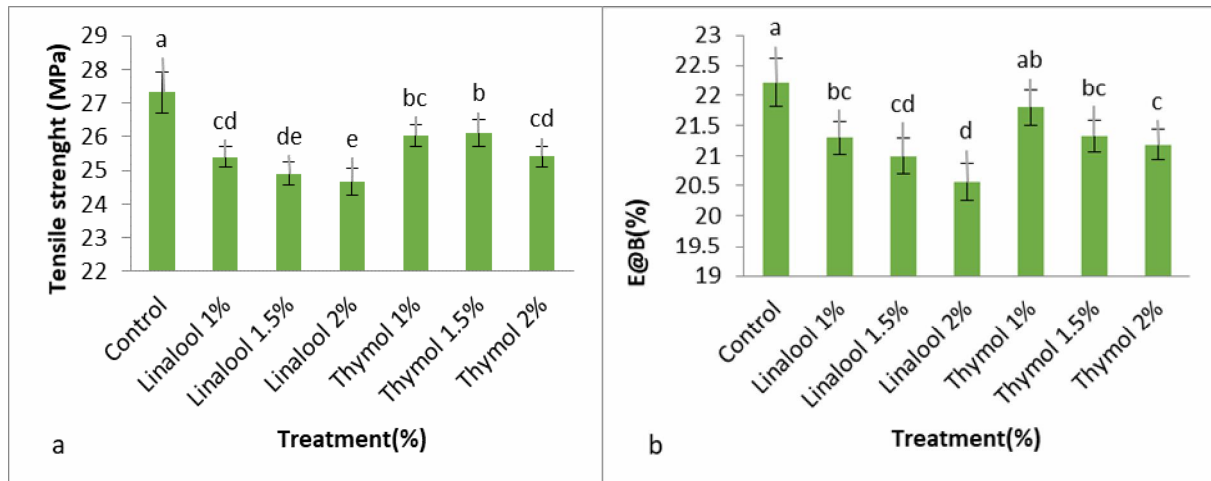 29
28
27
26
25
24
23
22
Tensile strenght (MPa)
a
cd
de
e
bc
b
cd
Control
Linalool 1%
Linalool 1.5%
Linalool 2%
Thymol 1%
Thymol 1.5%
Thymol 2%
Treatment(%)
a
23
22.5
22
21.5
21
20.5
20
19.5
19
E@B(%)
a
bc
cd
d
ab
bc
c
Control
Linalool 1%
Linalool 1.5%
Linalool 2%
Thymol 1%
Thymol 1.5%
Thymol 2%
Treatment(%)
b